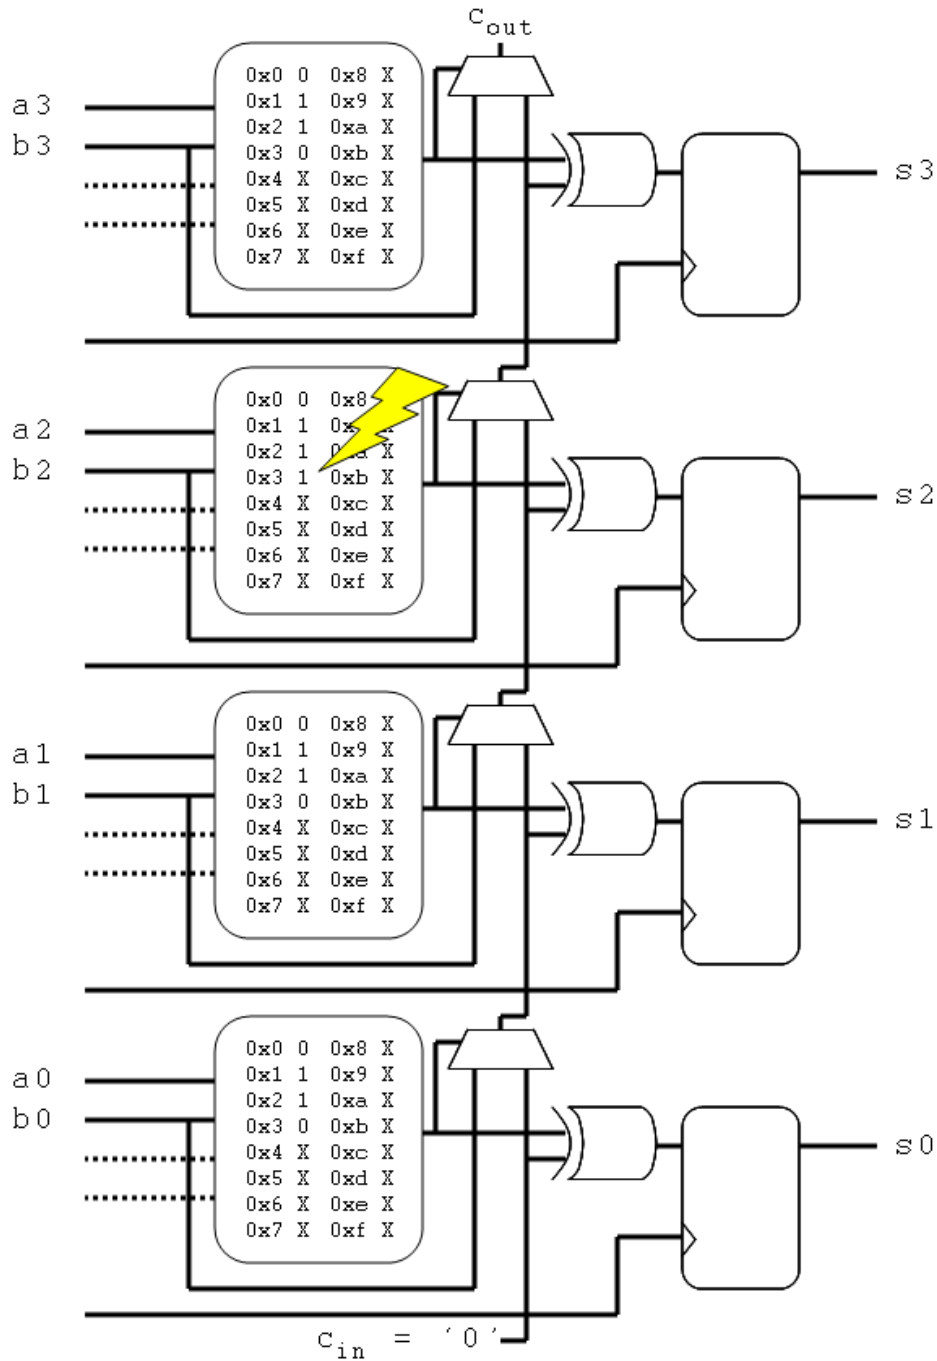 cout
0x0 0 0x8 X
0x1 1 0x9 X
a3
0x2 1 0xa X
b3
0x3 0 0xb X
s3
0x4 X 0xc X
0x5 X 0xd X
0x6 X 0xe X
0x7 X 0xf X
0x0 0 0x8
0x1 1
a2
0x2 1 X
b2
0x3 1 0xb X
s2
0x4 X 0xc X
0x5 X 0xd X
0x6 X 0xe X
0x7 X 0xf X
0x0 0 0x8 X
0x1 1 0x9 X
a1
0x2 1 0xa X
b1
0x3 0 0xb X
s1
0x4 X 0xc X
0x5 X 0xd X
0x6 X 0xe X
0x7 X 0xf X
0x0 0 0x8 X
0x1 1 0x9 X
a0
0x2 1 0xa X
b0
0x3 0 0xb X
s0
0x4 X 0xc X
0x5 X 0xd X
0x6 X 0xe X
0x7 X 0xf X
cin = ‘0’